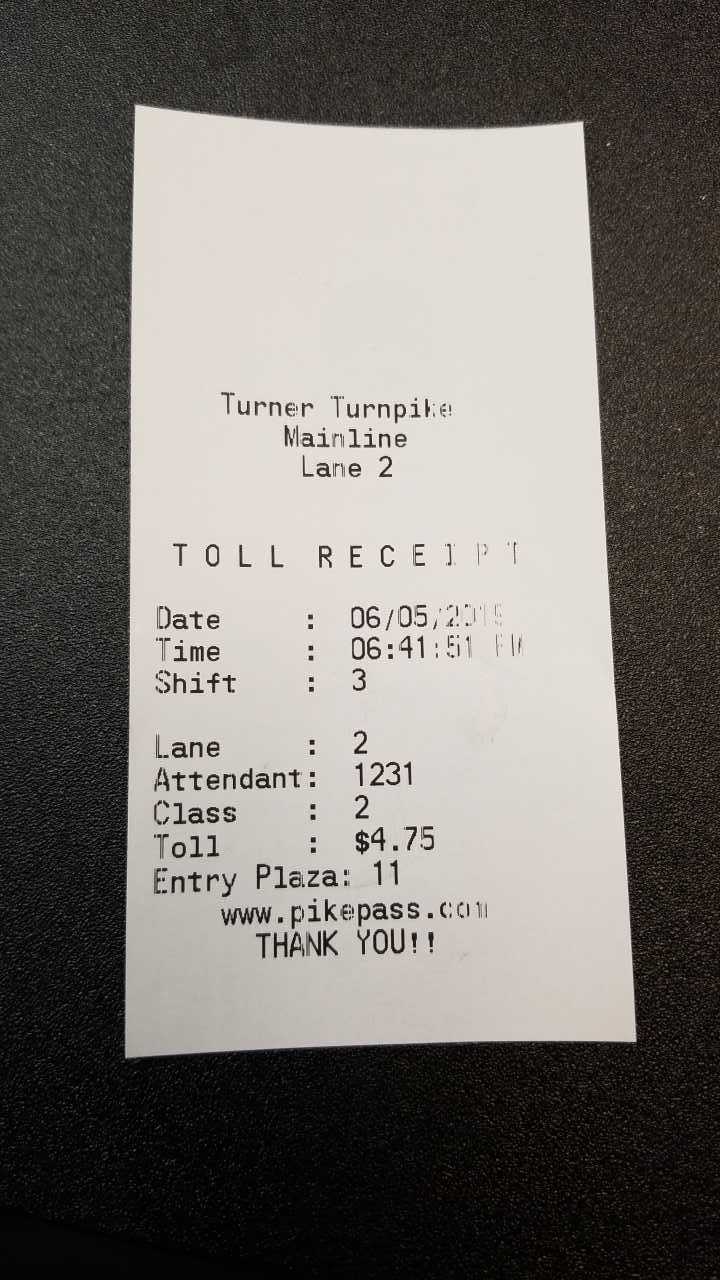 Turner Turnpike
Mainline
Lane 2
TOLL RECEIPT
Date : 06/05/2019
Time : 06:41:51 PM
Shift : 3
Lane : 2
Attendant: 1231
Class : 2
Toll : $4.75
Entry Plaza: 11
www.pikepass.com
THANK YOU!!